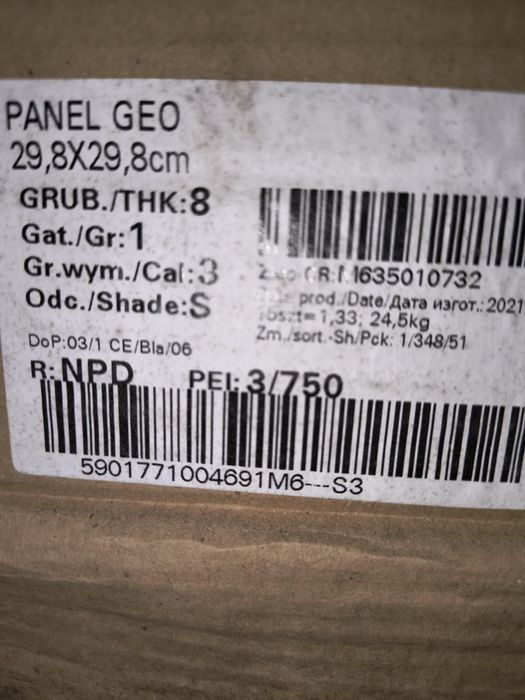 PANEL GEO
29,8X29,8cm
GRUB./THK:8
Gat./Gr:1
Gr.wym./Cal:3
Odc./Shade:S
M635010732
prod./Date/Дата изгот.: 2021
1,33; 24,5kg
Zm./sort.-Sh/Pck: 1/348/51
DoP:03/1 CE/Bla/06
R:NPD PEI:3/750
5901771004691M6---S3